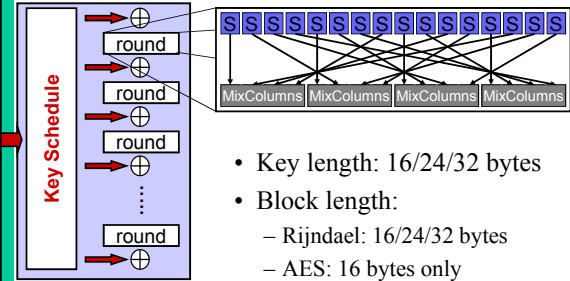 Key Schedule
round
round
round
round
S S S S S S S S S S S S S S S S
MixColumns MixColumns MixColumns MixColumns
• Key length: 16/24/32 bytes
• Block length:
– Rijndael: 16/24/32 bytes
– AES: 16 bytes only